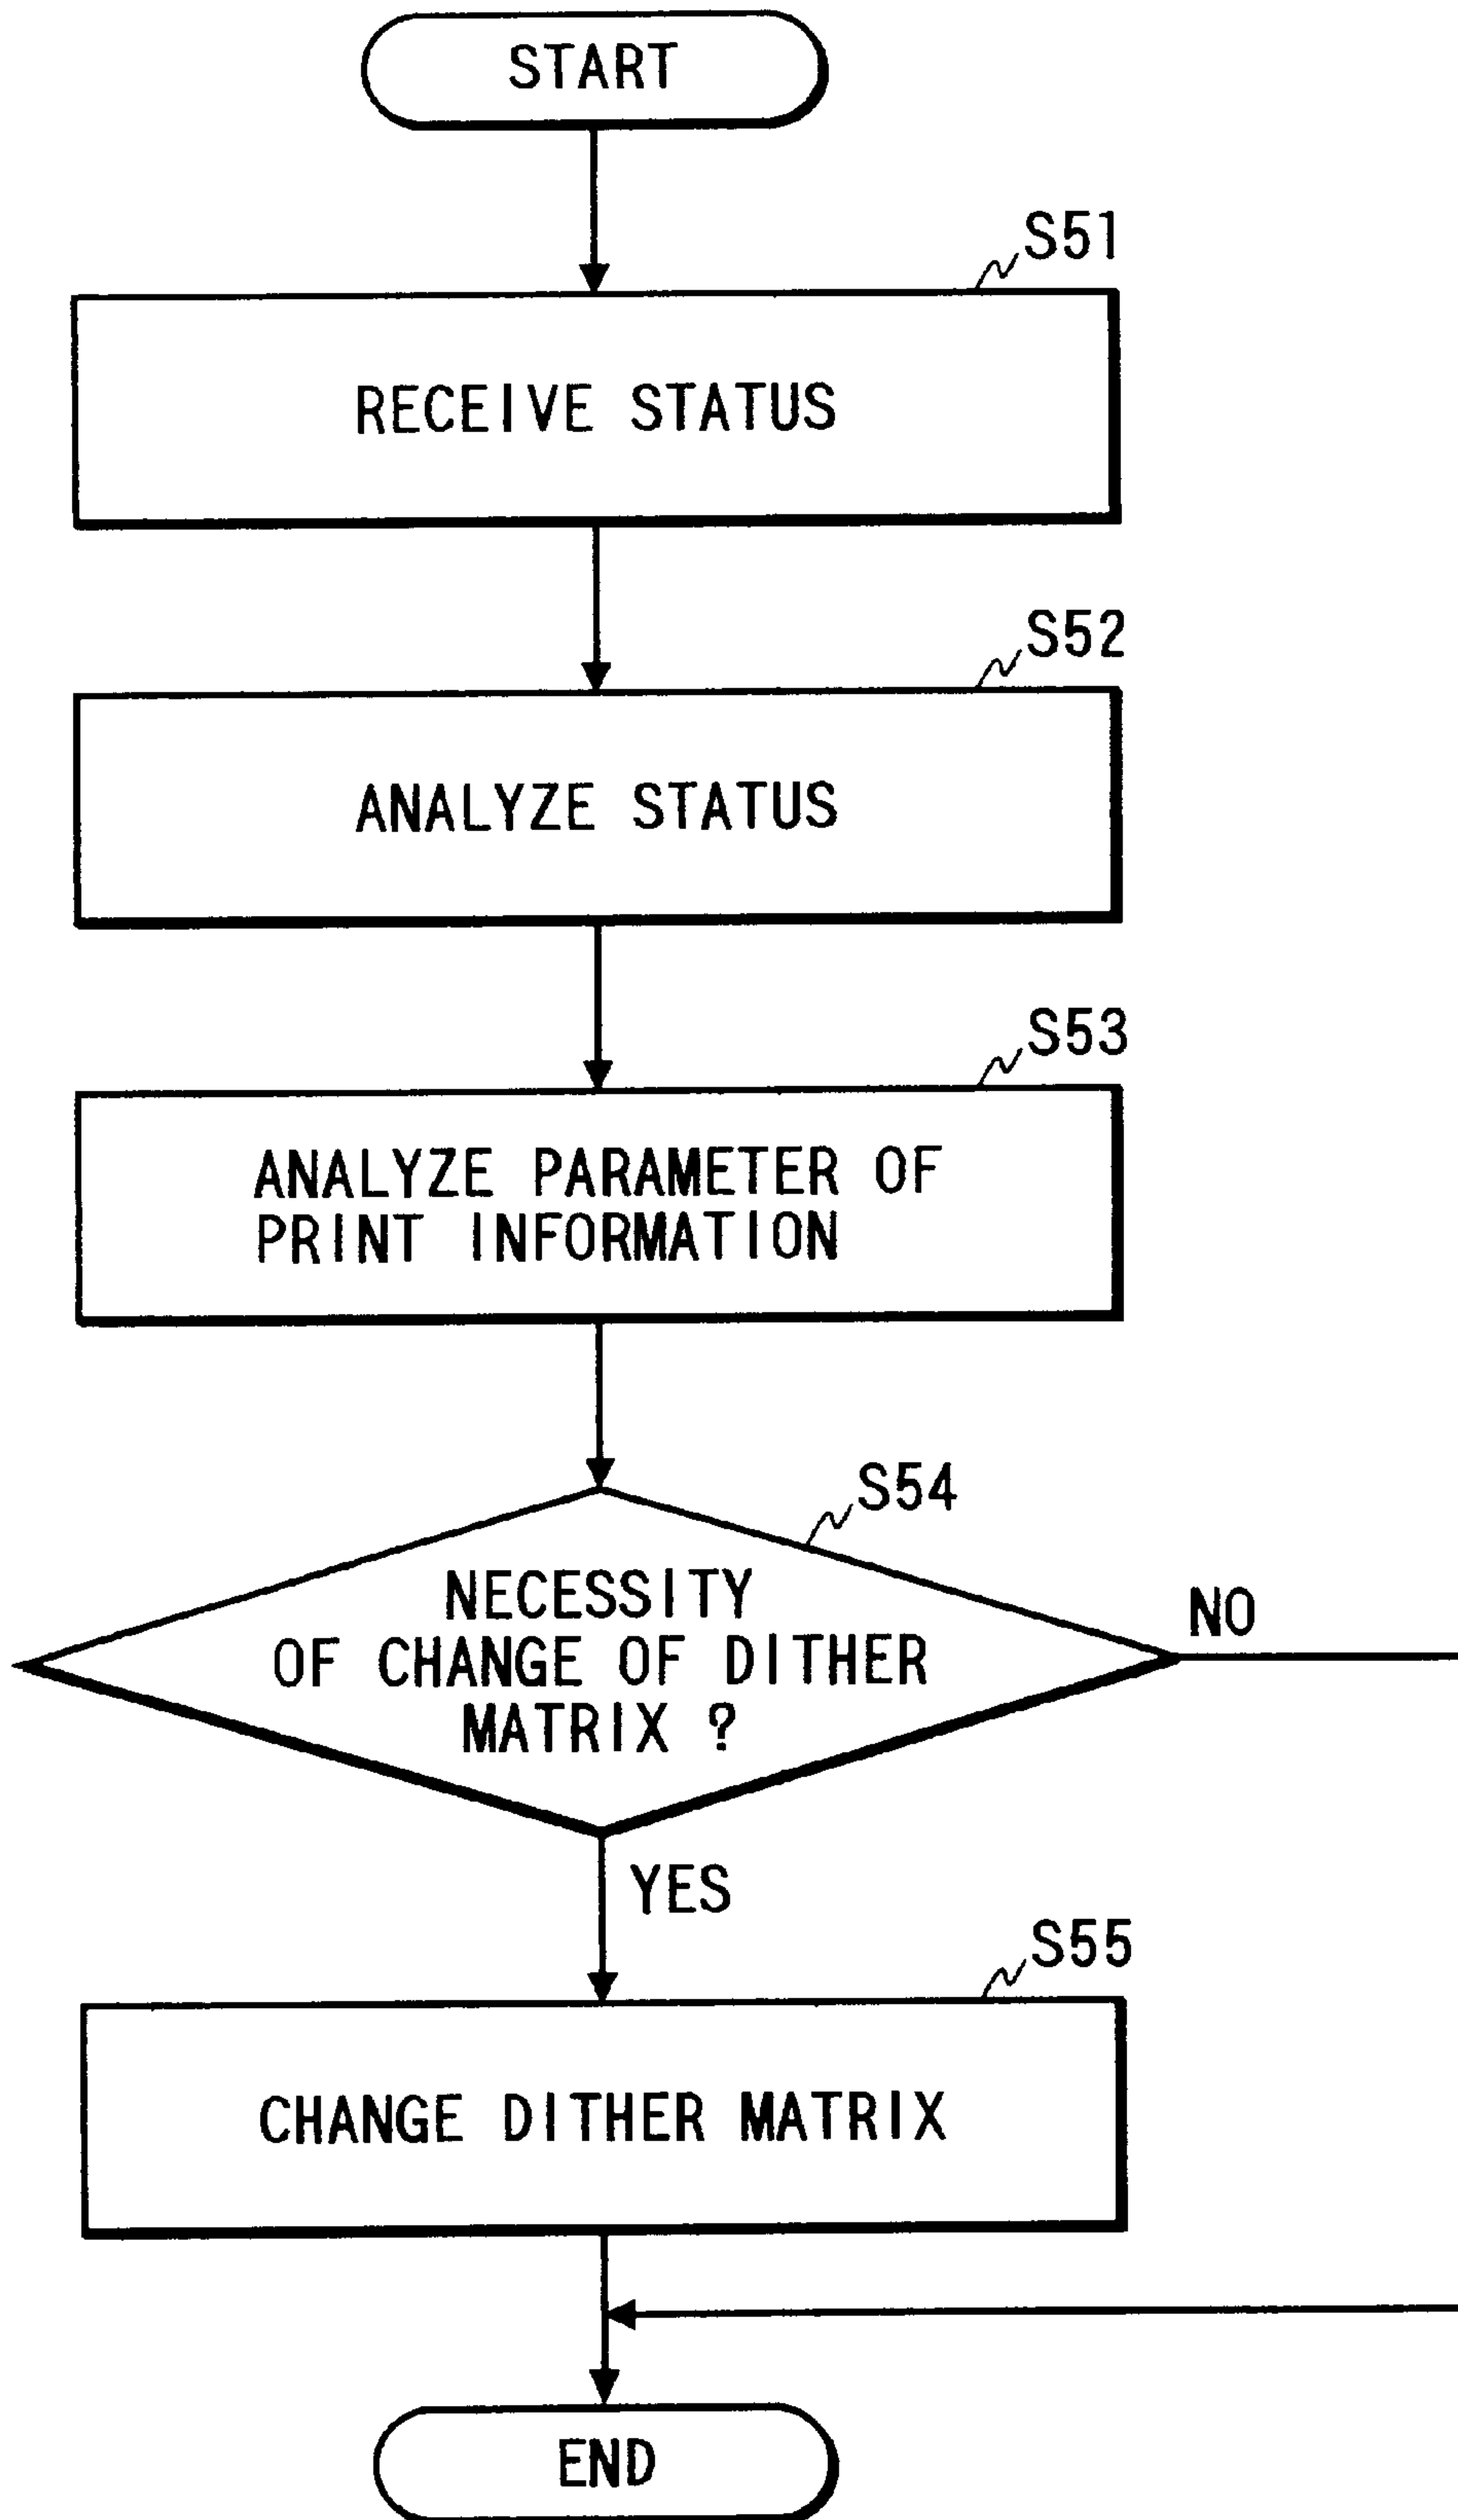 START
S51
RECEIVE STATUS
S52
ANALYZE STATUS
S53
ANALYZE PARAMETER OF
PRINT INFORMATION
S54
NECESSITY
OF CHANGE OF DITHER
MATRIX ?
NO
YES
S55
CHANGE DITHER MATRIX
END